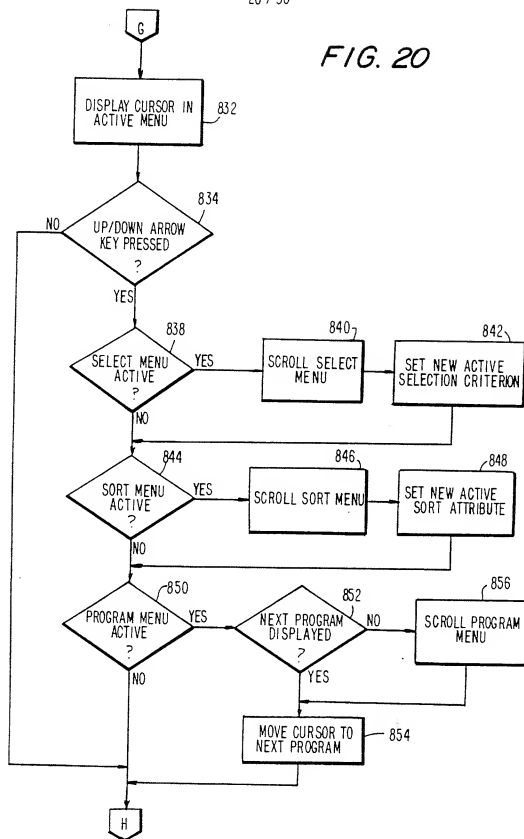 20 / 30
G
FIG. 20
DISPLAY CURSOR IN
ACTIVE MENU
832
834
NO
UP/DOWN ARROW
KEY PRESSED
?
YES
838
SELECT MENU
ACTIVE
?
YES
840
SCROLL SELECT
MENU
842
SET NEW ACTIVE
SELECTION CRITERION
NO
844
SORT MENU
ACTIVE
?
YES
846
SCROLL SORT MENU
848
SET NEW ACTIVE
SORT ATTRIBUTE
NO
850
PROGRAM MENU
ACTIVE
?
YES
852
NEXT PROGRAM
DISPLAYED
?
NO
856
SCROLL PROGRAM
MENU
NO
YES
MOVE CURSOR TO
NEXT PROGRAM
854
H